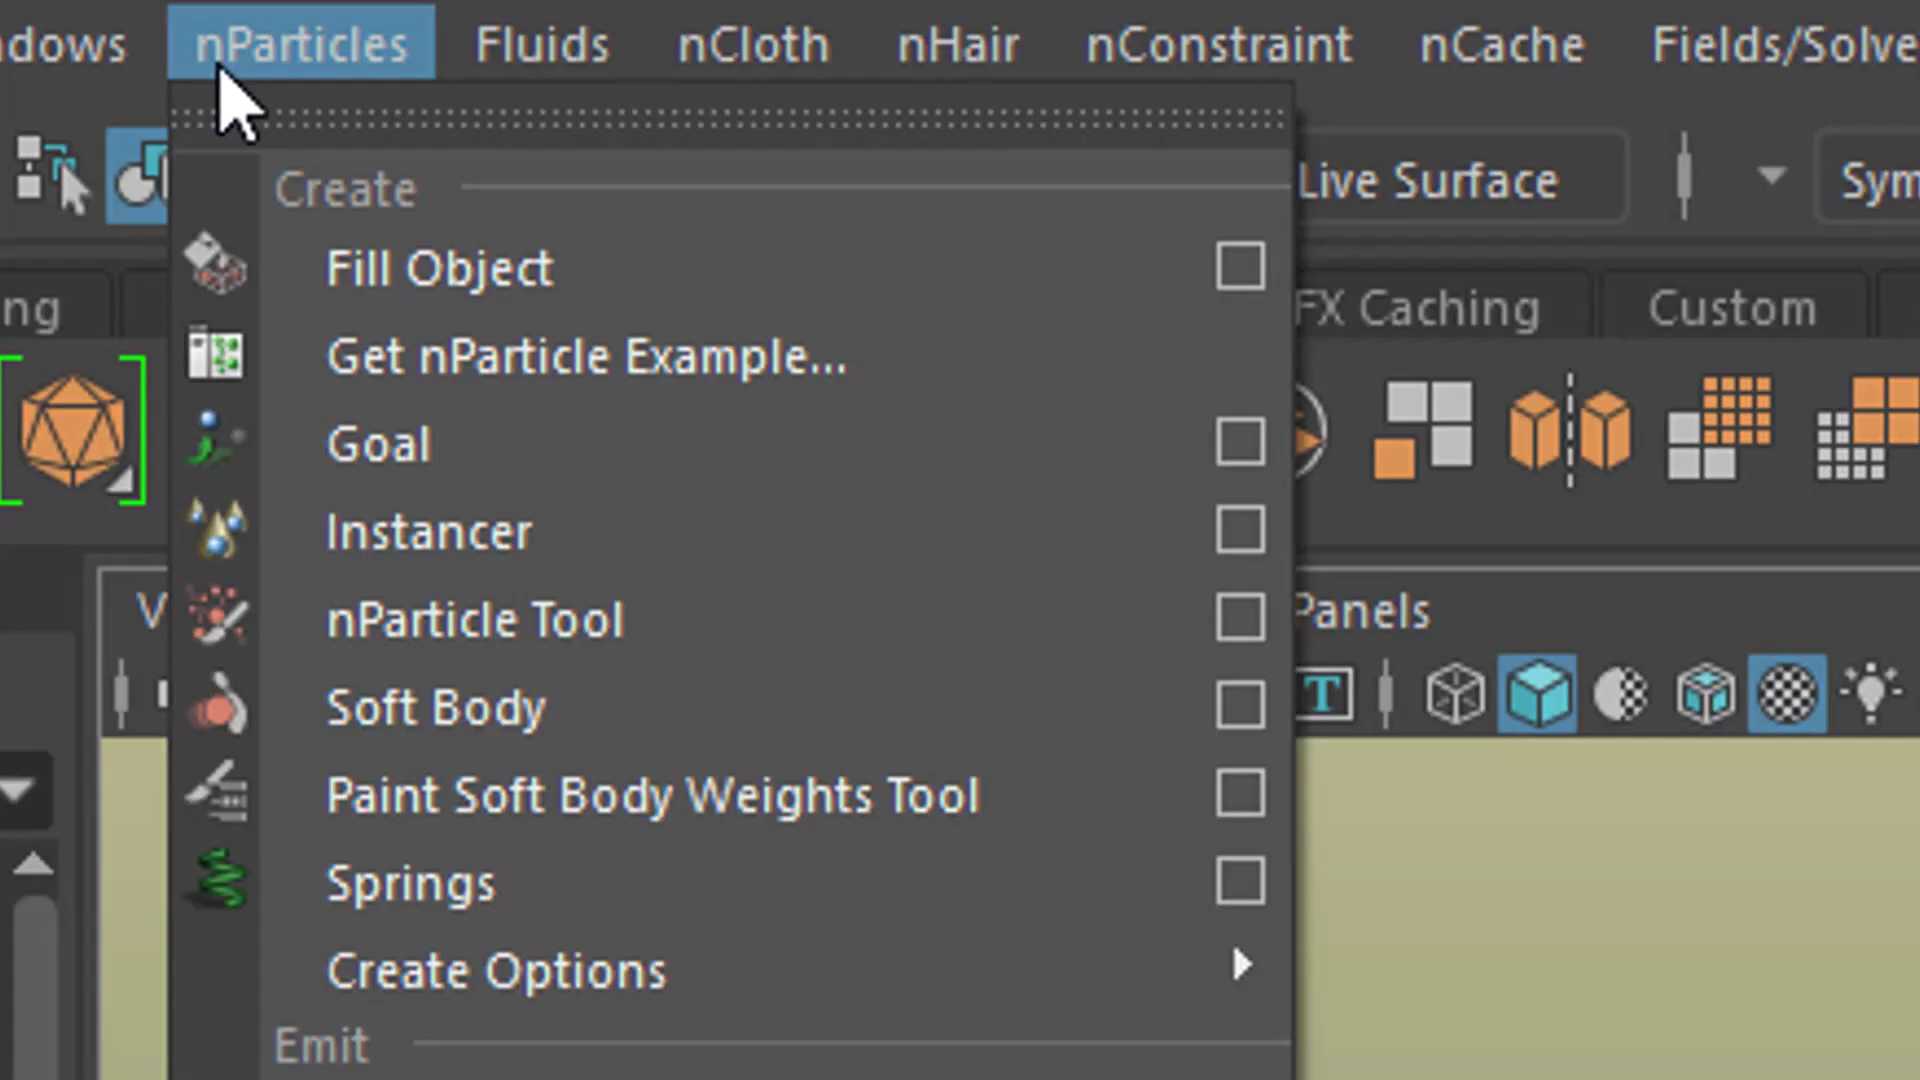 dows nParticles Fluids nCloth nHair nConstraint nCache Fields/Solve
Create
Live Surface
Sym
Fill Object
ng
FX Caching
Custom
Get nParticle Example...
Goal
Instancer
nParticle Tool
V
Panels
T
Soft Body
Paint Soft Body Weights Tool
Springs
Create Options
Emit